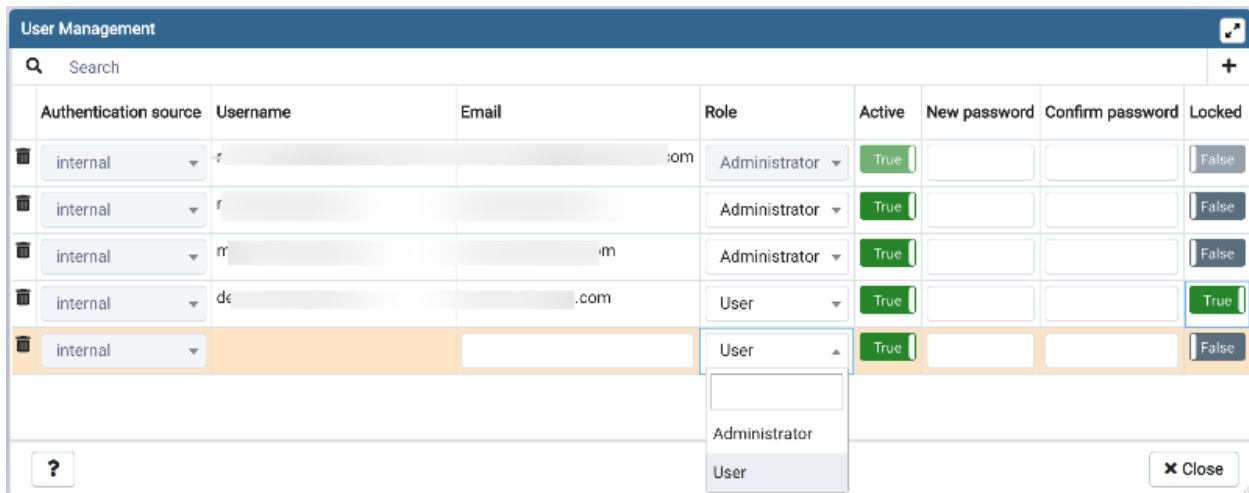 User Management
Search +
Authentication source Username Email Role Active New password Confirm password Locked
internal Administrator True False
internal Administrator True False
internal Administrator True False
internal .com User True True
internal User True False
Administrator
User
? Close